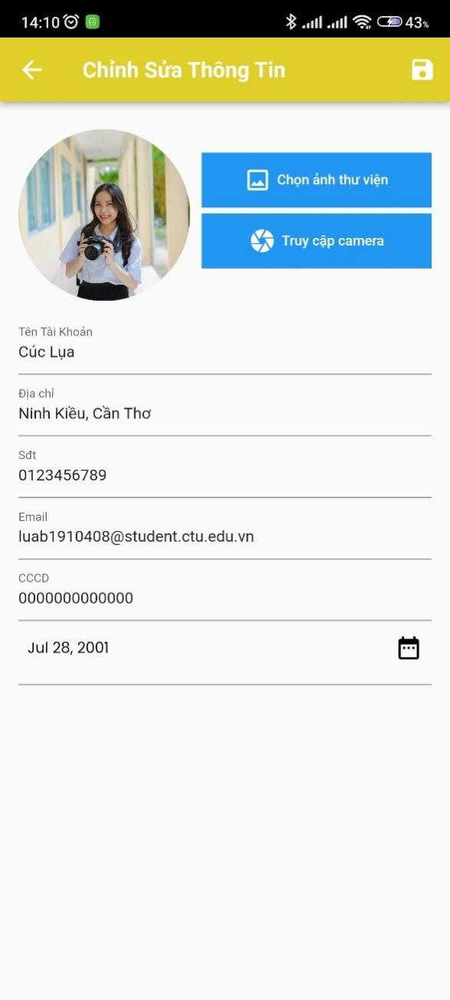 14:10
43%
Chỉnh Sửa Thông Tin
Chọn ảnh thư viện
Truy cập camera
Tên Tài Khoản
Cúc Lụa
Địa chỉ
Ninh Kiều, Cần Thơ
Sđt
0123456789
Email
luab1910408@student.ctu.edu.vn
CCCD
0000000000000
Jul 28, 2001